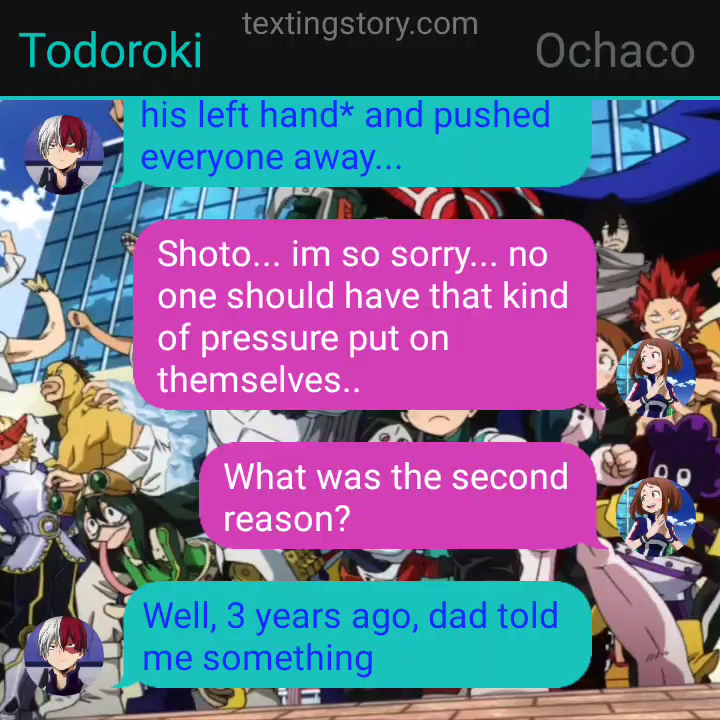 textingstory.com
Todoroki
Ochaco
his left hand* and pushed
everyone away...
Shoto... im so sorry... no
one should have that kind
of pressure put on
themselves..
What was the second
reason?
Well, 3 years ago, dad told
me something